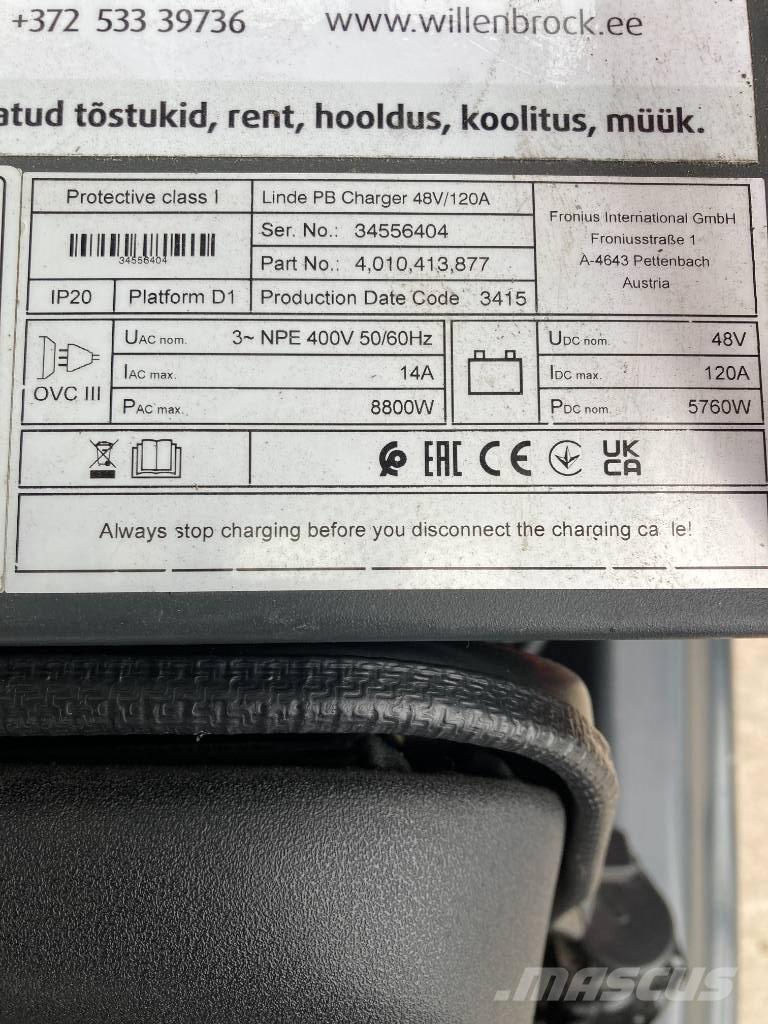 +372 533 39736 www.willenbrock.ee
tõstukid, rent, hooldus, koolitus, müük.
Protective class I
34556404
IP20 Platform D1
Linde PB Charger 48V/120A
Ser. No.: 34556404
Part No.: 4,010,413,877
Production Date Code 3415
Fronius International GmbH
Froniusstraße 1
A-4643 Pettenbach
Austria
OVC III
UAC nom. 3~ NPE 400V 50/60Hz
IAC max. 14A
PAC max. 8800W
UDC nom. 48V
IDC max. 120A
PDC nom. 5760W
EAC CE UK
CA
Always stop charging before you disconnect the charging ca le!
MASCUS